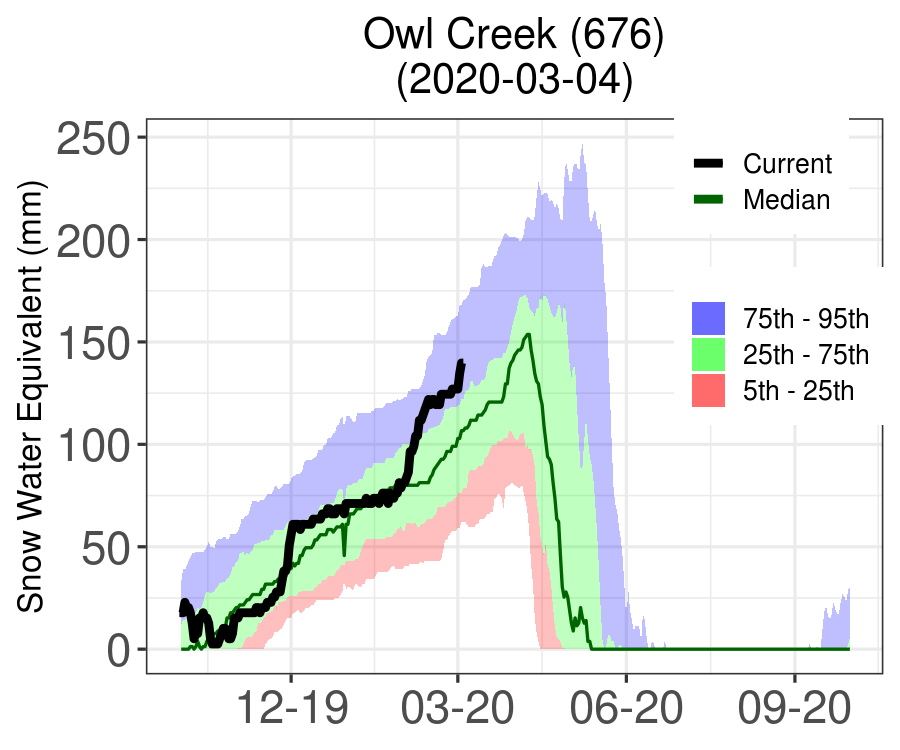 Owl Creek (676)
(2020-03-04)
Snow Water Equivalent (mm)
250
200
150
100
50
0
12-19
03-20
06-20
09-20
Current
Median
75th - 95th
25th - 75th
5th - 25th